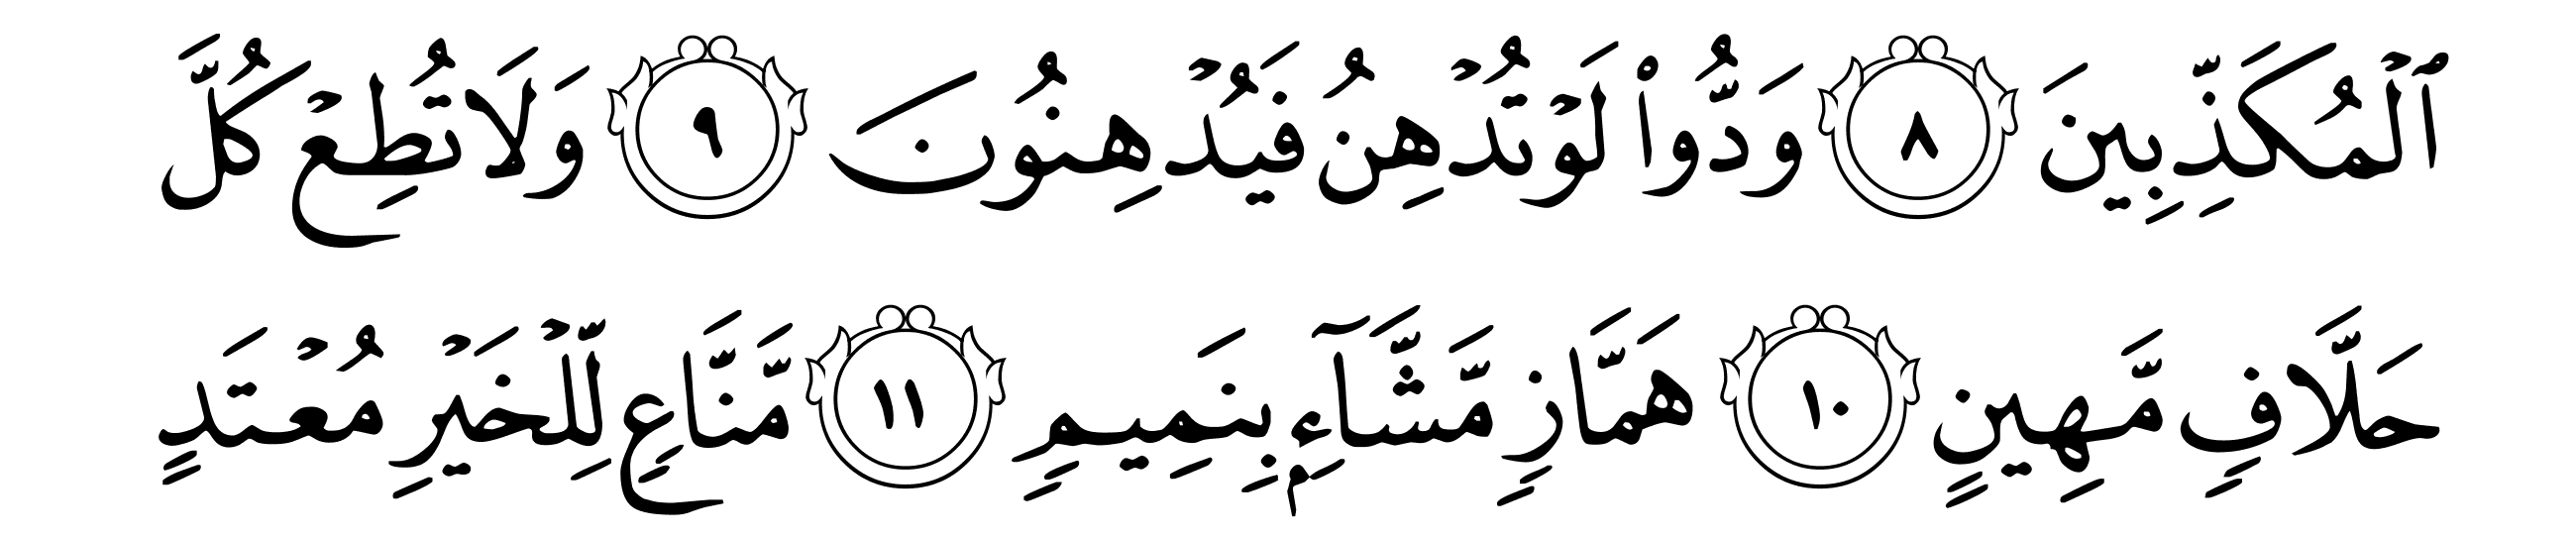 ٱلۡمُكَذِّبِينَ ٨ وَدُّواْ لَوۡ تُدۡهِنُ فَيُدۡهِنُونَ ٩ وَلَا تُطِعۡ كُلَّ
حَلَّافٖ مَّهِينٍ ١٠ هَمَّازٖ مَّشَّآءِۭ بِنَمِيمٖ ١١ مَّنَّاعٖ لِّلۡخَيۡرِ مُعۡتَدٍ